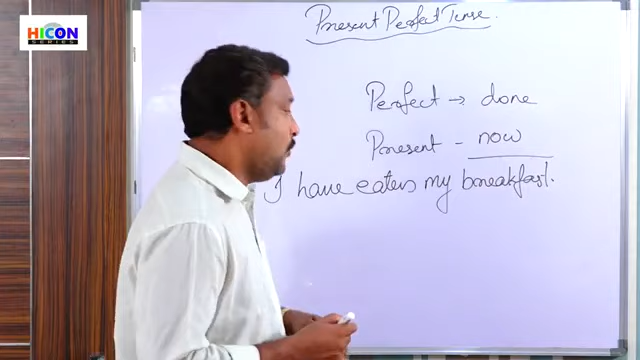 HICON
SERIES
Present Perfect Tense.
Perfect → done
Present - now
I have eaten my breakfast.